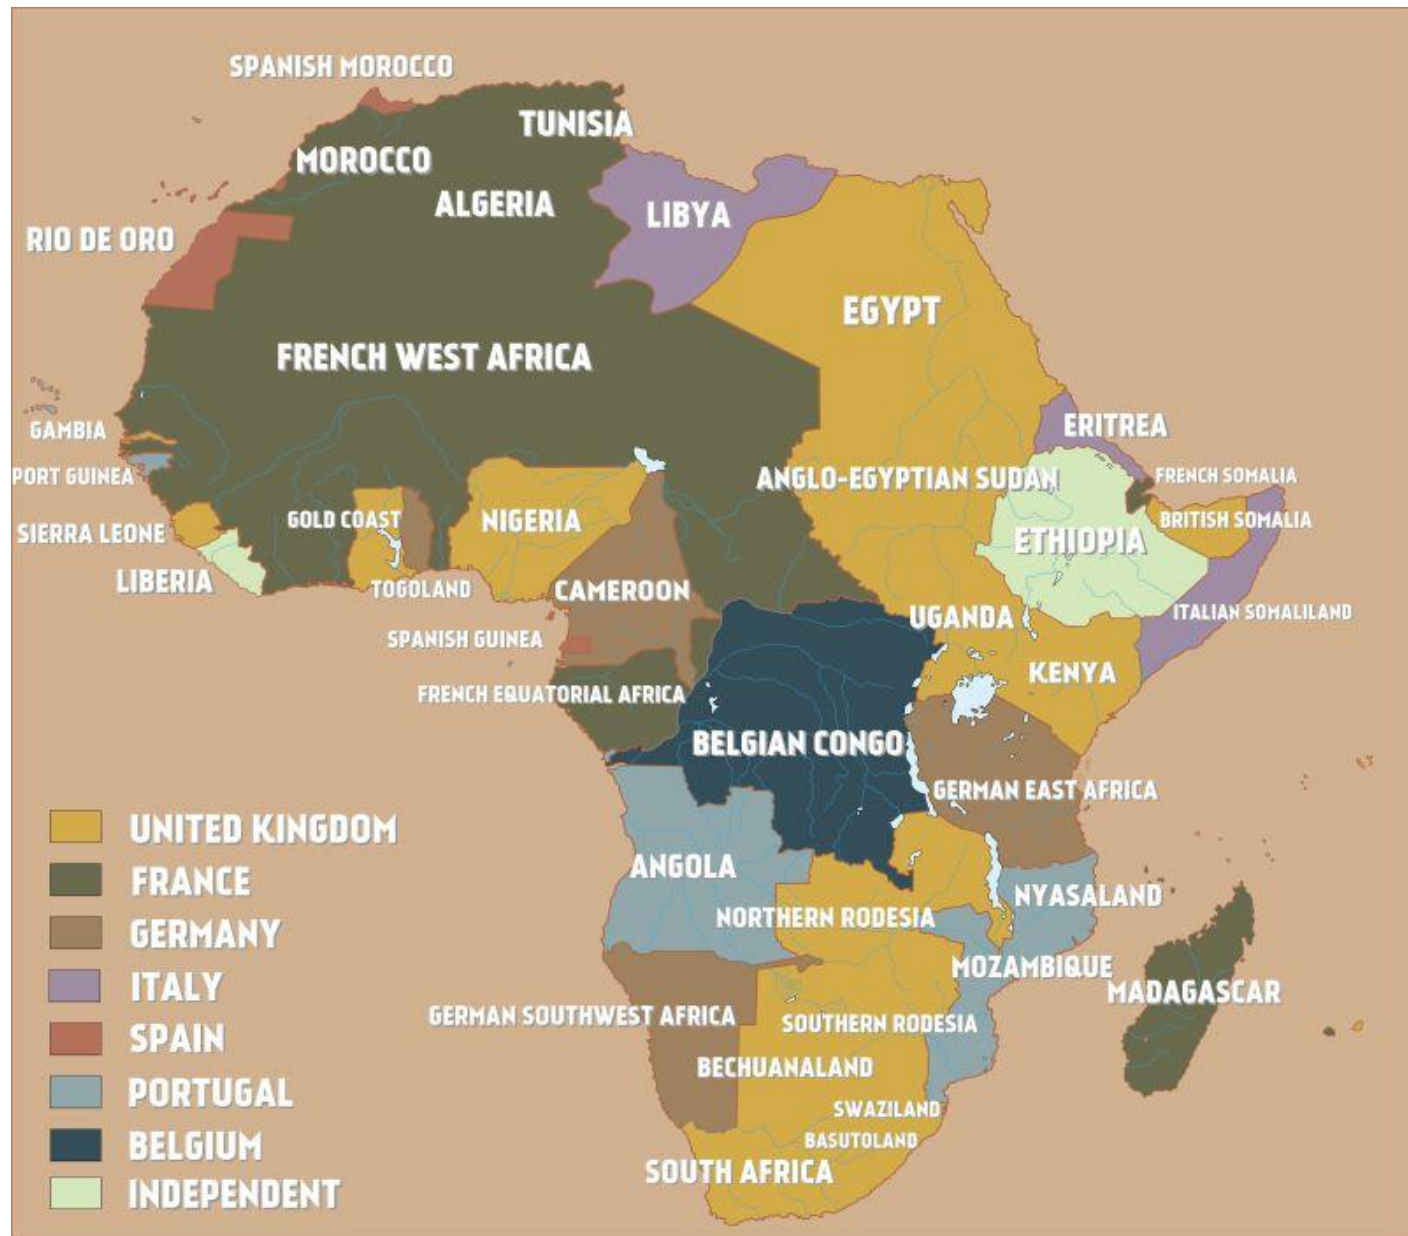 SPANISH MOROCCO
TUNISIA
MOROCCO
ALGERIA
LIBYA
RIO DE ORO
EGYPT
FRENCH WEST AFRICA
ERITREA
GAMBIA
ANGLO-EGYPTIAN SUDAN
FRENCH SOMALIA
PORT GUINEA
GOLD COAST
NIGERIA
BRITISH SOMALIA
SIERRA LEONE
ETHIOPIA
LIBERIA
TOGOLAND
CAMEROON
UGANDA
ITALIAN SOMALILAND
SPANISH GUINEA
KENYA
FRENCH EQUATORIAL AFRICA
BELGIAN CONGO
GERMAN EAST AFRICA
ANGOLA
NYASALAND
NORTHERN RODESIA
MOZAMBIQUE
MADAGASCAR
GERMAN SOUTHWEST AFRICA
SOUTHERN RODESIA
BECHUANALAND
SWAZILAND
BASUTOLAND
SOUTH AFRICA
UNITED KINGDOM
FRANCE
GERMANY
ITALY
SPAIN
PORTUGAL
BELGIUM
INDEPENDENT